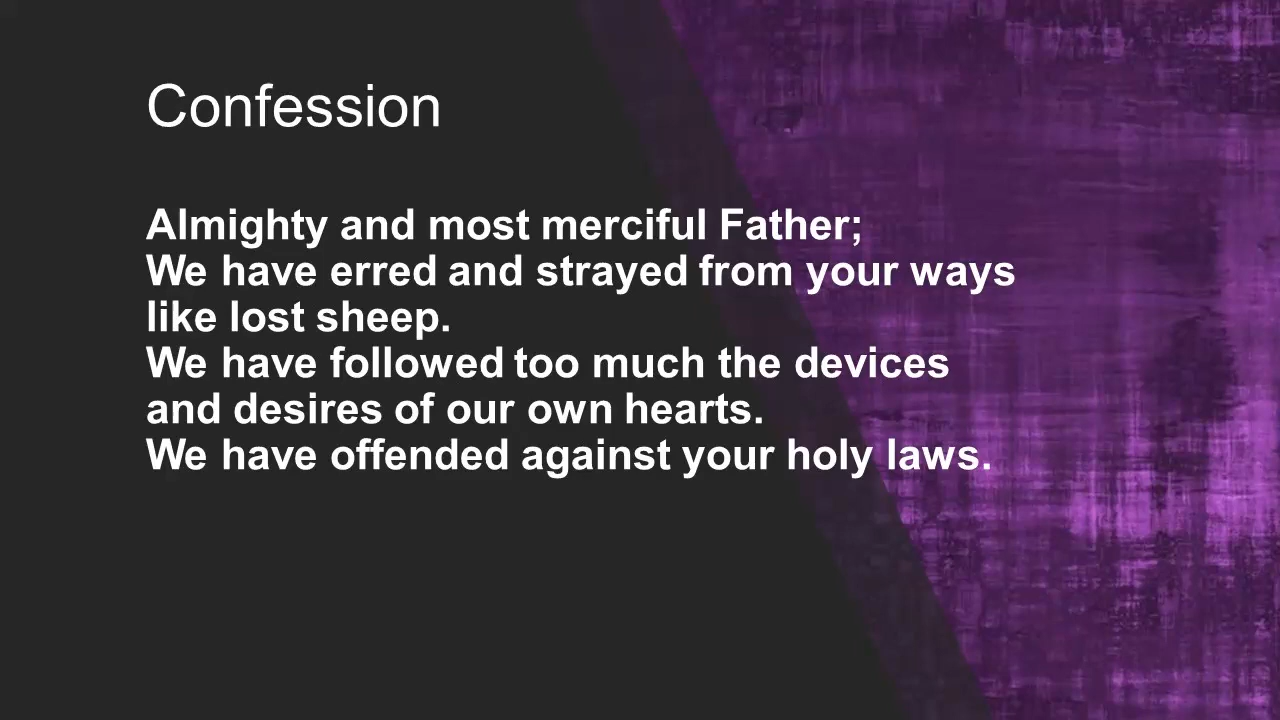 Confession
Almighty and most merciful Father;
We have erred and strayed from your ways
like lost sheep.
We have followed too much the devices
and desires of our own hearts.
We have offended against your holy laws.